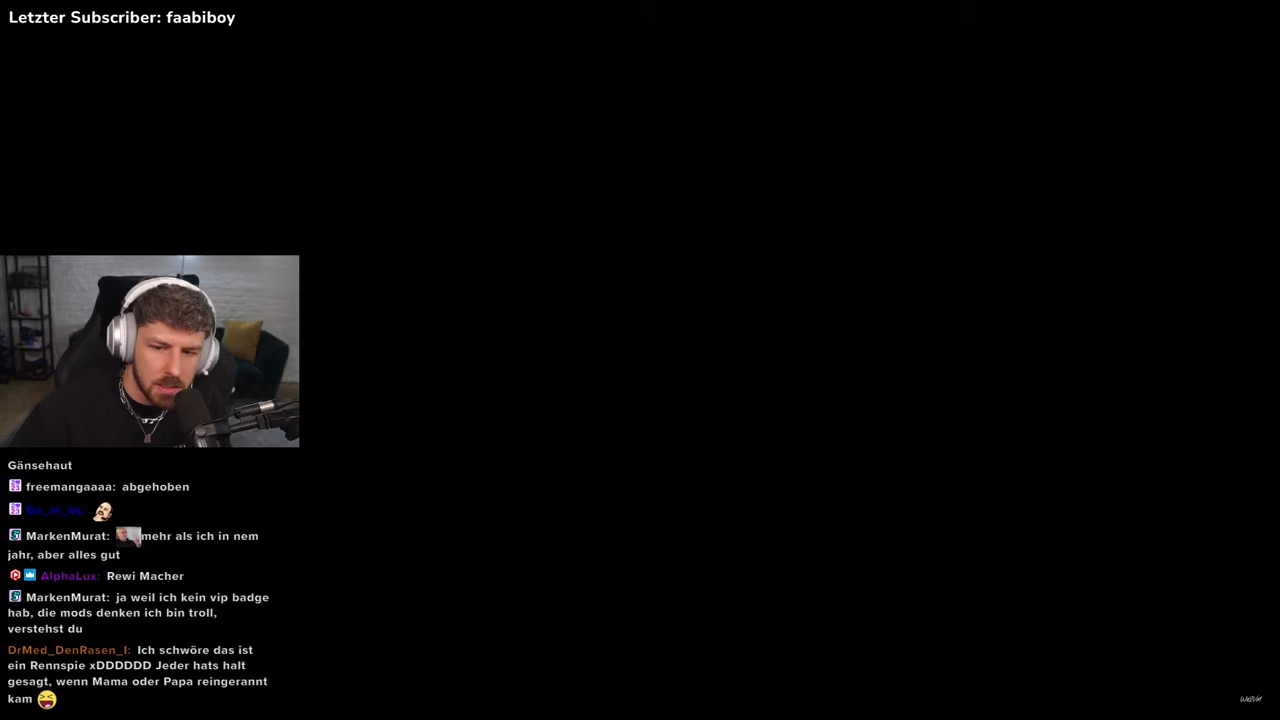 Letzter Subscriber: faabiboy
Gänsehaut
freemangaaaa: abgehoben
MarkenMurat: mehr als ich in nem
jahr, aber alles gut
AlphaLux: Rewi Macher
MarkenMurat: ja weil ich kein vip badge
hab, die mods denken ich bin troll,
verstehst du
DrMed_DenRasen_I: Ich schwöre das ist
ein Rennspie xDDDDDD Jeder hats halt
gesagt, wenn Mama oder Papa reingerannt
kam